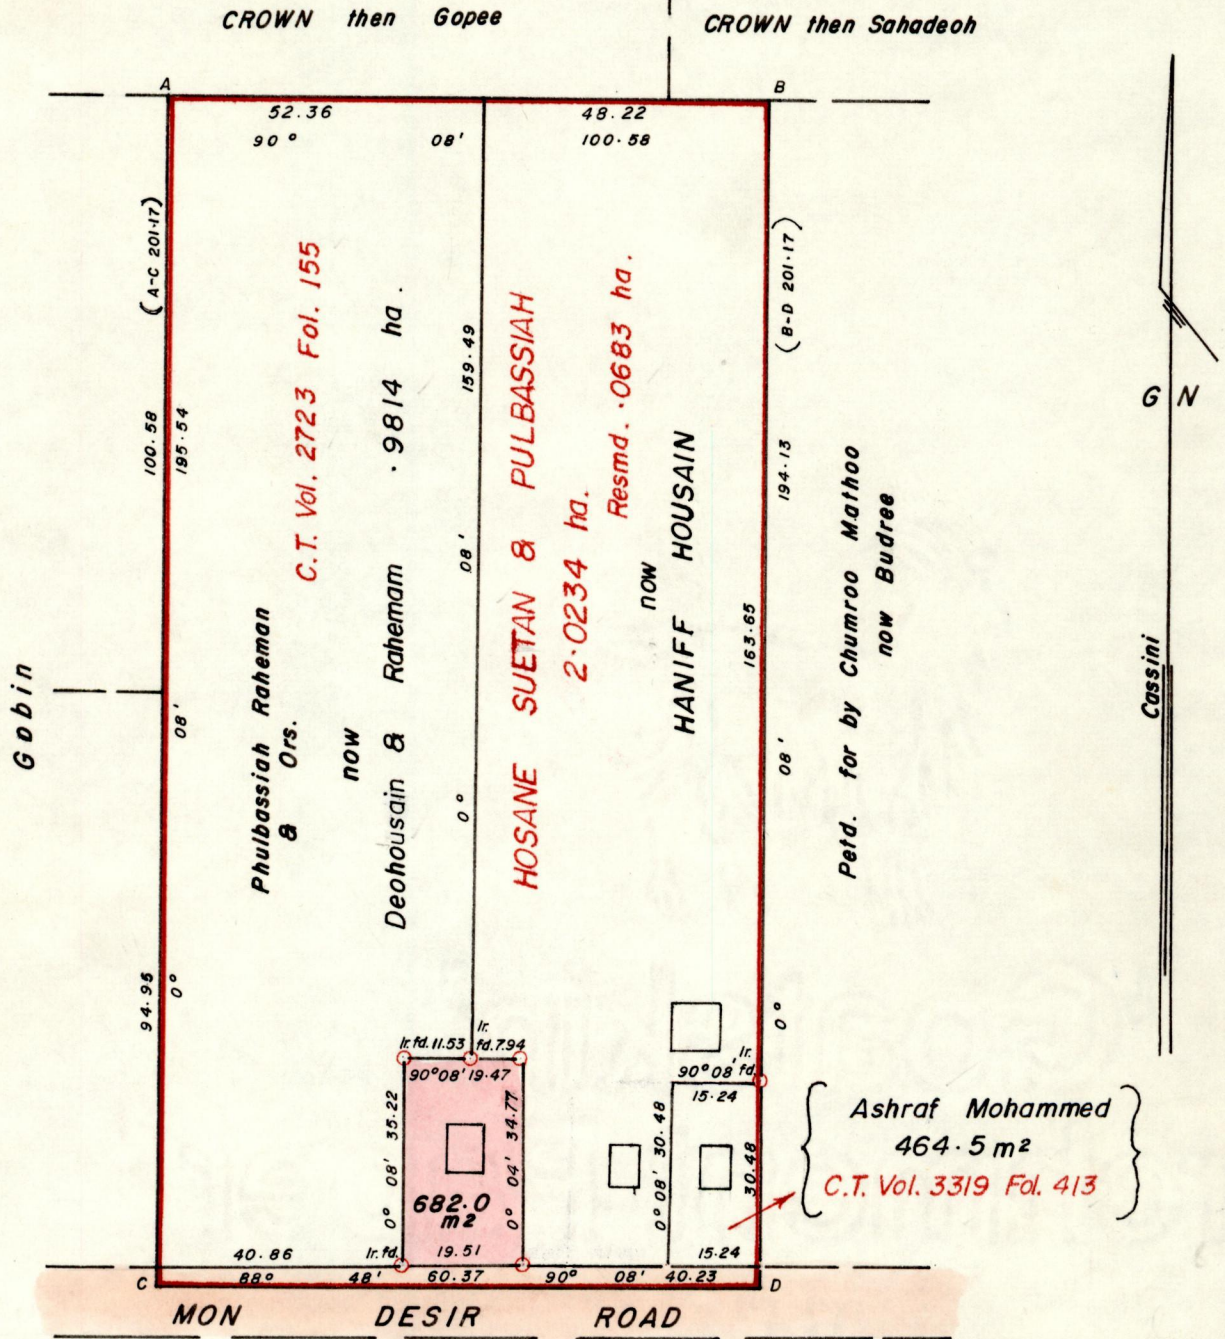 CROWN then Gopee
CROWN then Sahadeoh
A
B
52.36
48.22
90° 08'
100.58
(A-C 201.17)
(B-D 201.17)
100.58
195.54
08'
94.95
0°
Gobin
Phulbassiah Raheman
& Ors.
C.T. Vol. 2723 Fol. 155
now
Deohousain & Rahemam .9814 ha.
159.49
08'
0°
HOSANE SUETAN & PULBASSIAH
2.0234 ha.
Resmd. .0683 ha.
now
HANIFF HOUSAIN
194.13
163.65
08'
0°
Petd. for by Chumroo Mathoo
now Budree
G N
Cassini
Ir.
Ir.fd. 11.53 fd. 7.94
90°08' 19.47
0° 08' 35.22
0° 04' 34.77
682.0
m²
Ir.fd.
19.51
Ir.
90°08' fd.
15.24
0° 08' 30.48
30.48
15.24
Ashraf Mohammed
464.5 m²
C.T. Vol. 3319 Fol. 413
40.86
C
88° 48' 60.37
90° 08' 40.23
D
MON DESIR ROAD